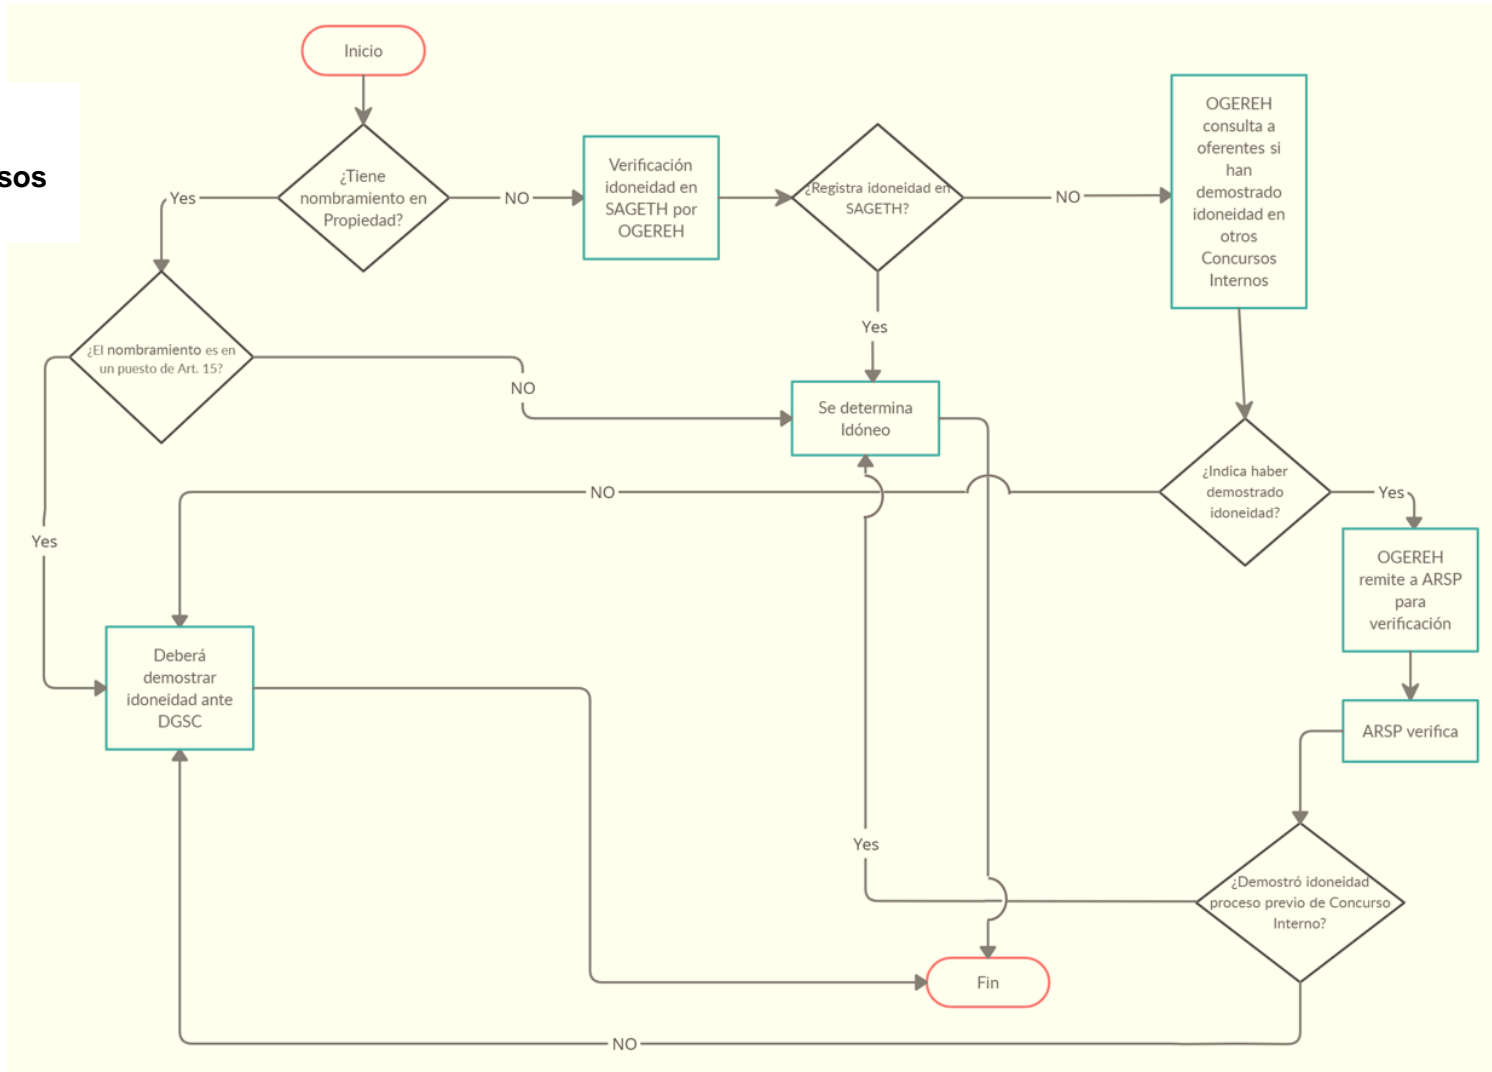 Inicio
sos
¿Tiene
nombramiento en
Propiedad?
Yes
NO
Verificación
idoneidad en
SAGETH por
OGEREH
¿Registra idoneidad en
SAGETH?
NO
OGEREH
consulta a
oferentes si
han
demostrado
idoneidad en
otros
Concursos
Internos
Yes
¿El nombramiento es en
un puesto de Art. 15?
NO
Se determina
Idóneo
¿Indica haber
demostrado
idoneidad?
NO
Yes
Yes
OGEREH
remite a ARSP
para
verificación
Deberá
demostrar
idoneidad ante
DGSC
ARSP verifica
Yes
¿Demostró idoneidad
proceso previo de Concurso
Interno?
Fin
NO